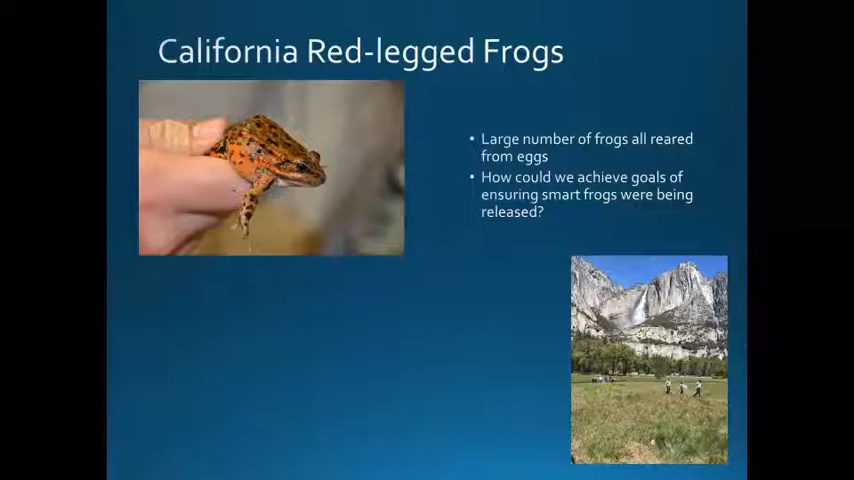 California Red-legged Frogs
• Large number of frogs all reared
from eggs
• How could we achieve goals of
ensuring smart frogs were being
released?